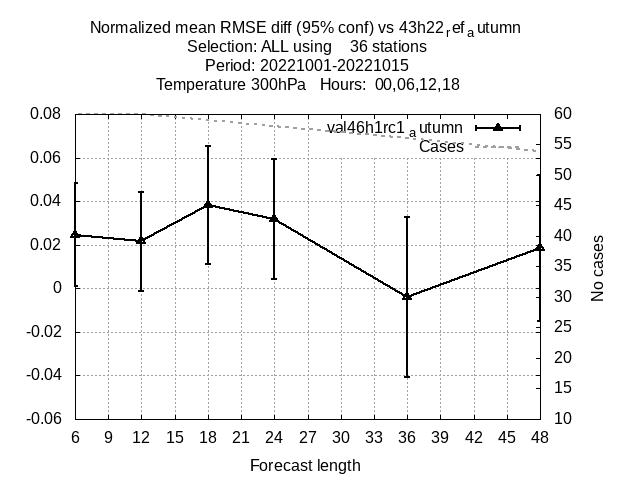 Normalized mean RMSE diff (95% conf) vs 43h22refautumn
Selection: ALL using 36 stations
Period: 20221001-20221015
Temperature 300hPa Hours: 00,06,12,18
val46h1rc1autumn
Cases
0.08
0.06
0.04
0.02
0
-0.02
-0.04
-0.06
60
55
50
45
40
35
30
25
20
15
10
No cases
6 9 12 15 18 21 24 27 30 33 36 39 42 45 48
Forecast length